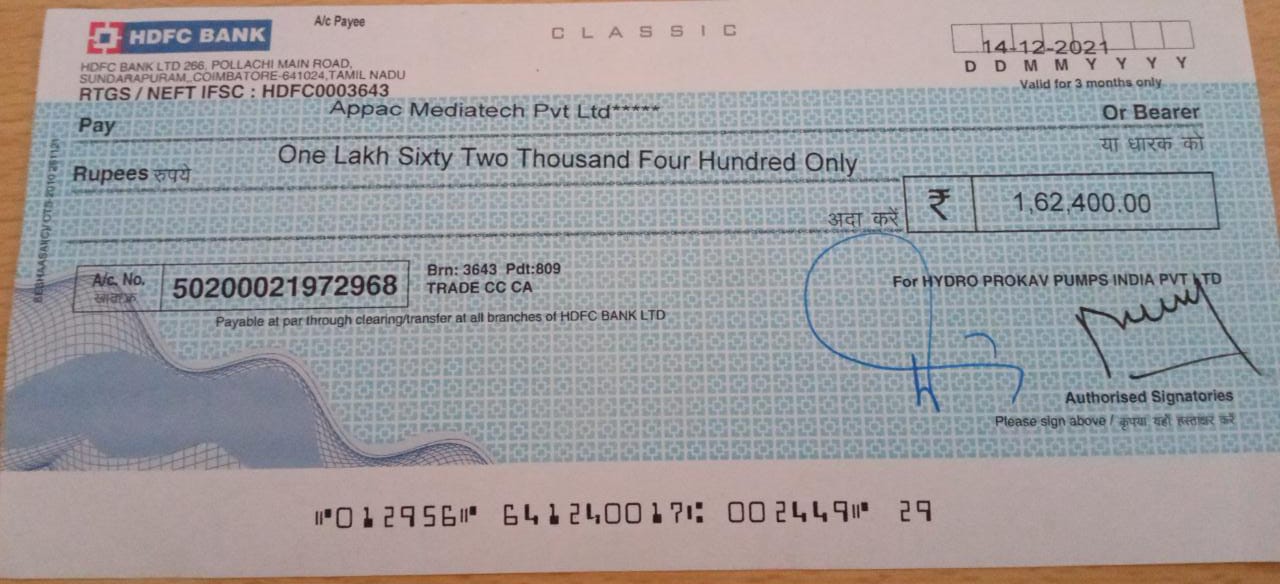 HDFC BANK
A/c Payee
CLASSIC
14-12-2021
D D M M Y Y Y Y
HDFC BANK LTD 266, POLLACHI MAIN ROAD,
SUNDARAPURAM, COIMBATORE-641024,TAMIL NADU
RTGS / NEFT IFSC : HDFC0003643
Valid for 3 months only
Pay Appac Mediatech Pvt Ltd***** Or Bearer
या धारक को
Rupees रुपये One Lakh Sixty Two Thousand Four Hundred Only
अदा करें ₹ 1,62,400.00
A/c. No. 50200021972968
Brn: 3643 Pdt:809
TRADE CC CA
For HYDRO PROKAV PUMPS INDIA PVT LTD
Payable at par through clearing/transfer at all branches of HDFC BANK LTD
Authorised Signatories
Please sign above / कृपया यहाँ हस्ताक्षर करें
⑈012956⑈ 641240017⑆ 002449⑈ 29